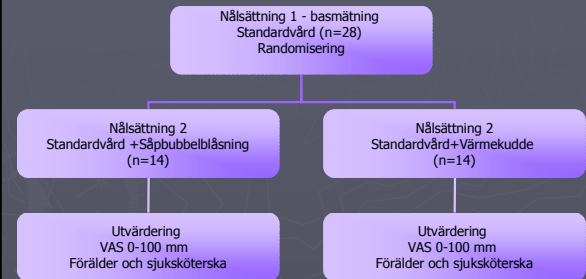 Nålsättning 1 - basmätning
Standardvård (n=28)
Randomisering
Nålsättning 2
Standardvård +Såpbubbelblåsning
(n=14)
Nålsättning 2
Standardvård+Värmekudde
(n=14)
Utvärdering
VAS 0-100 mm
Förälder och sjuksköterska
Utvärdering
VAS 0-100 mm
Förälder och sjuksköterska